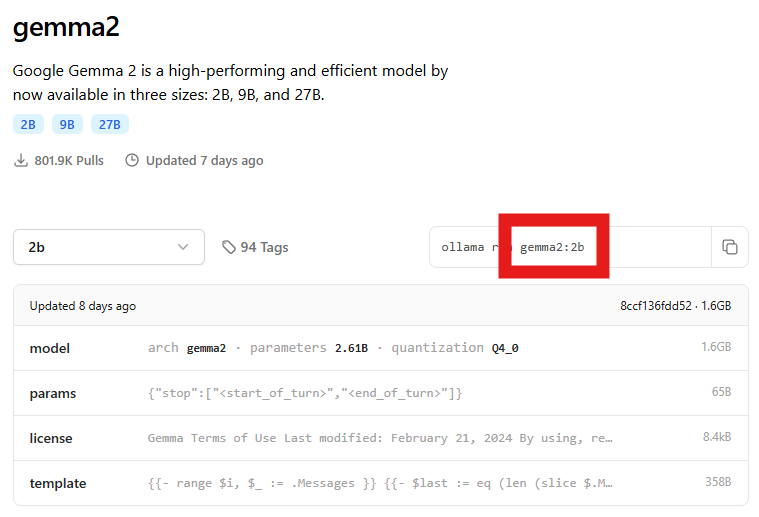 gemma2
Google Gemma 2 is a high-performing and efficient model by
now available in three sizes: 2B, 9B, and 27B.
2B 9B 27B
801.9K Pulls Updated 7 days ago
2b 94 Tags ollama r gemma2:2b
Updated 8 days ago 8ccf136fdd52 · 1.6GB
model arch gemma2 · parameters 2.61B · quantization Q4_0 1.6GB
params {"stop":["<start_of_turn>","<end_of_turn>"]} 65B
license Gemma Terms of Use Last modified: February 21, 2024 By using, re… 8.4kB
template {{- range $i, $_ := .Messages }} {{- $last := eq (len (slice $.M… 358B